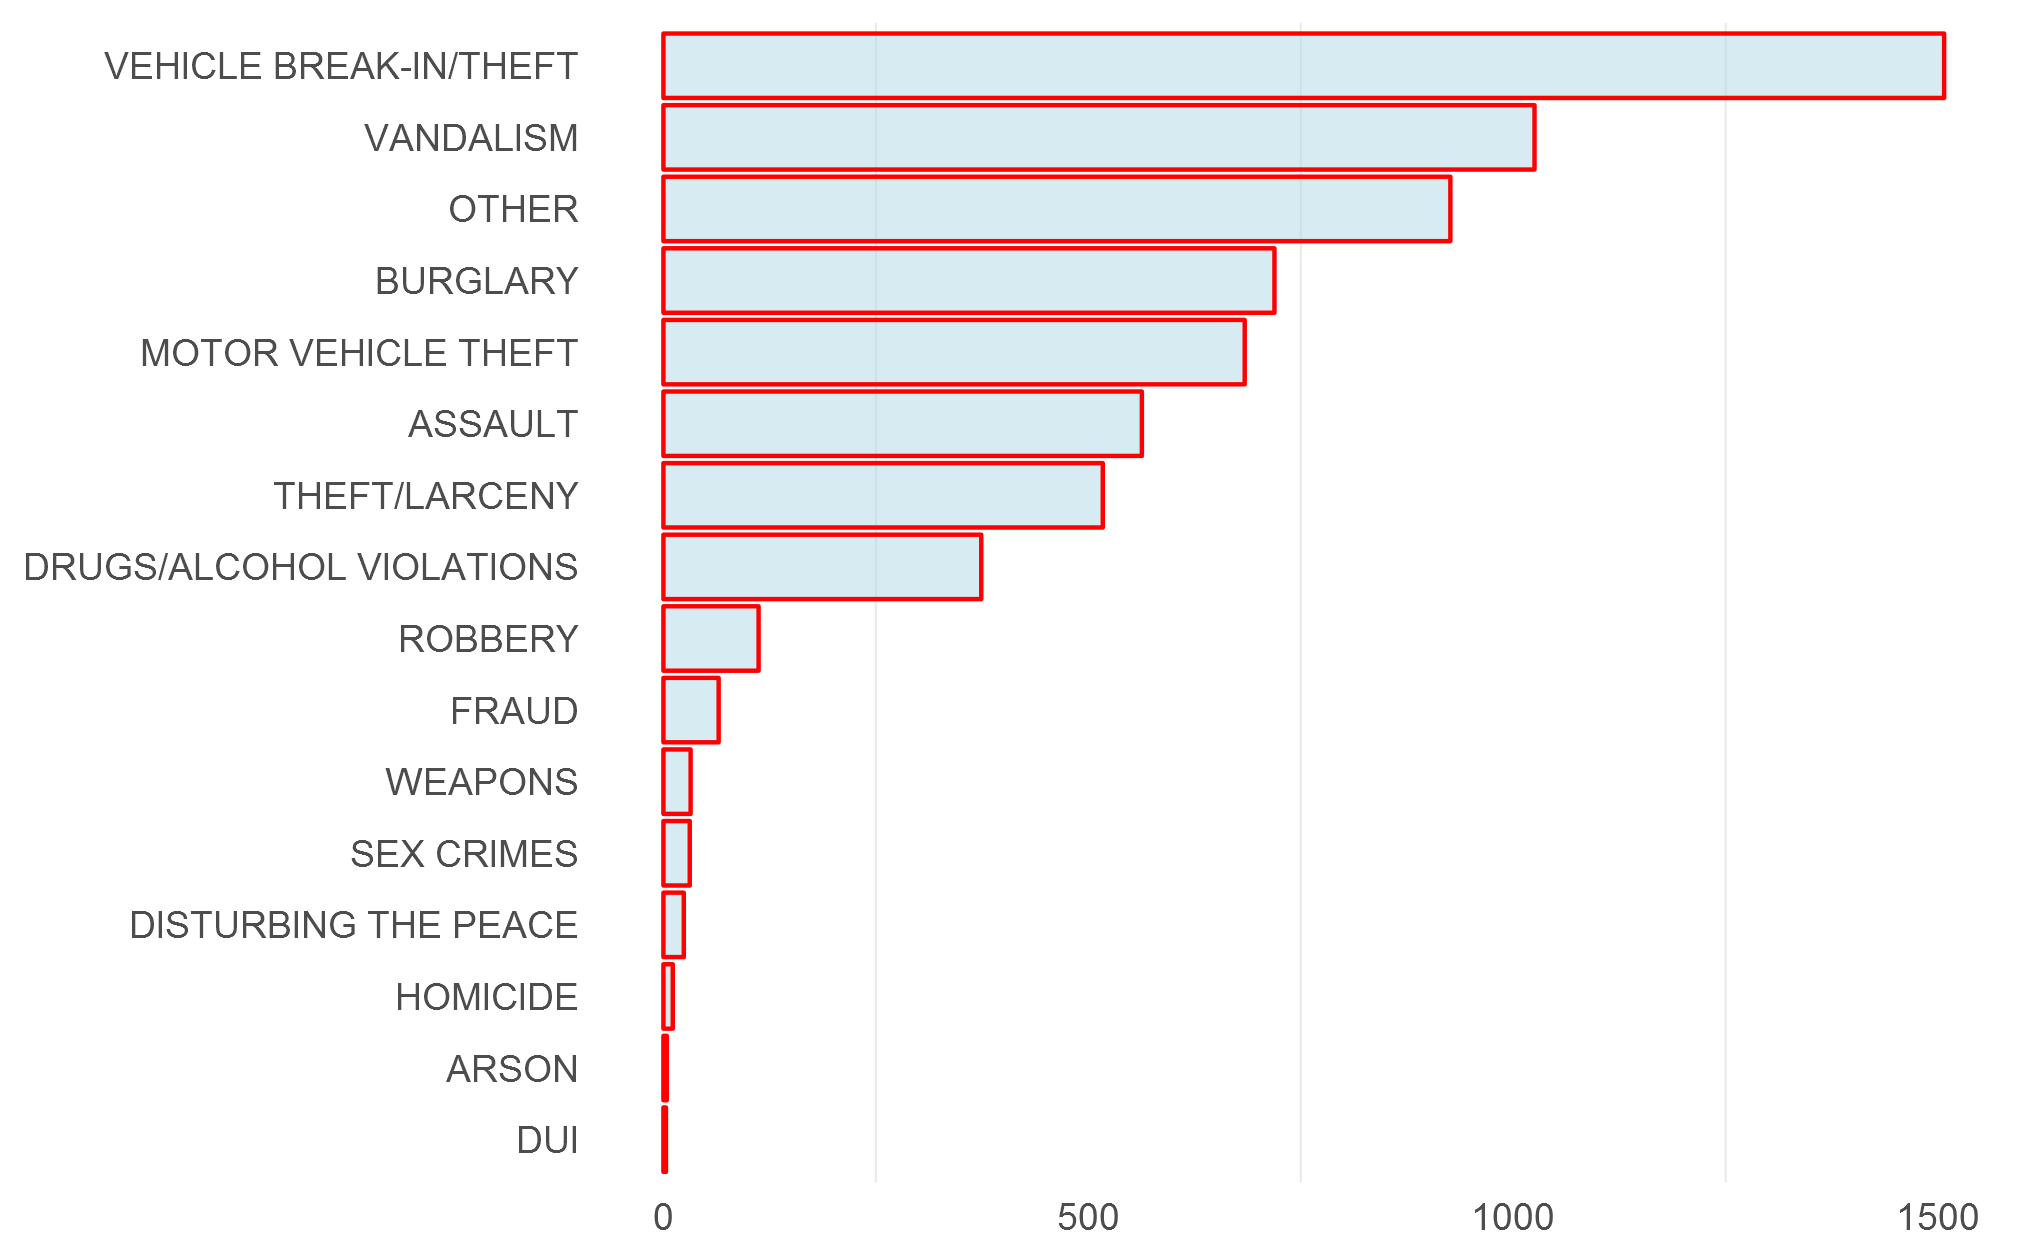 VEHICLE BREAK-IN/THEFT
VANDALISM
OTHER
BURGLARY
MOTOR VEHICLE THEFT
ASSAULT
THEFT/LARCENY
DRUGS/ALCOHOL VIOLATIONS
ROBBERY
FRAUD
WEAPONS
SEX CRIMES
DISTURBING THE PEACE
HOMICIDE
ARSON
DUI
0 500 1000 1500